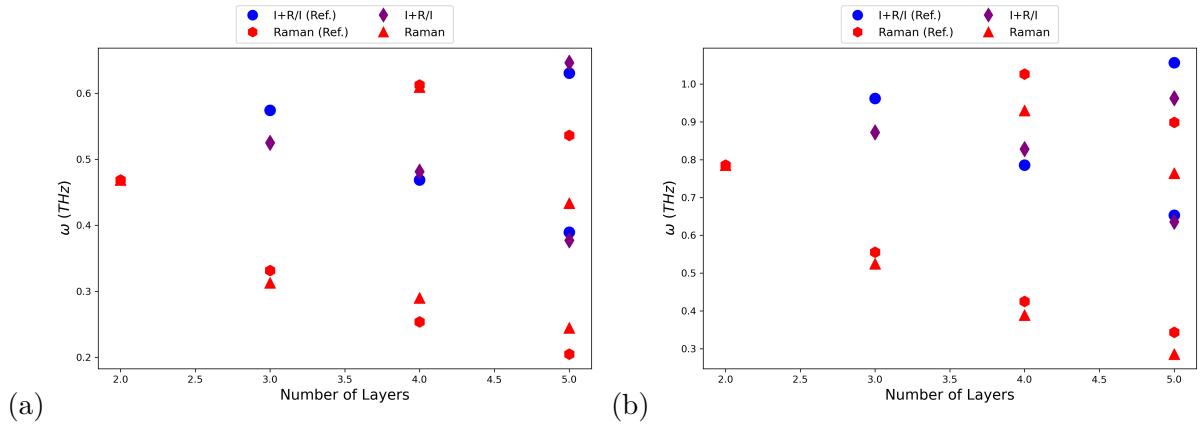 I+R/I (Ref.) I+R/I
Raman (Ref.) Raman
0.6
0.5
0.4
0.3
0.2
ω (THz)
2.0 2.5 3.0 3.5 4.0 4.5 5.0
Number of Layers
(a)
I+R/I (Ref.) I+R/I
Raman (Ref.) Raman
1.0
0.9
0.8
0.7
0.6
0.5
0.4
0.3
ω (THz)
2.0 2.5 3.0 3.5 4.0 4.5 5.0
Number of Layers
(b)